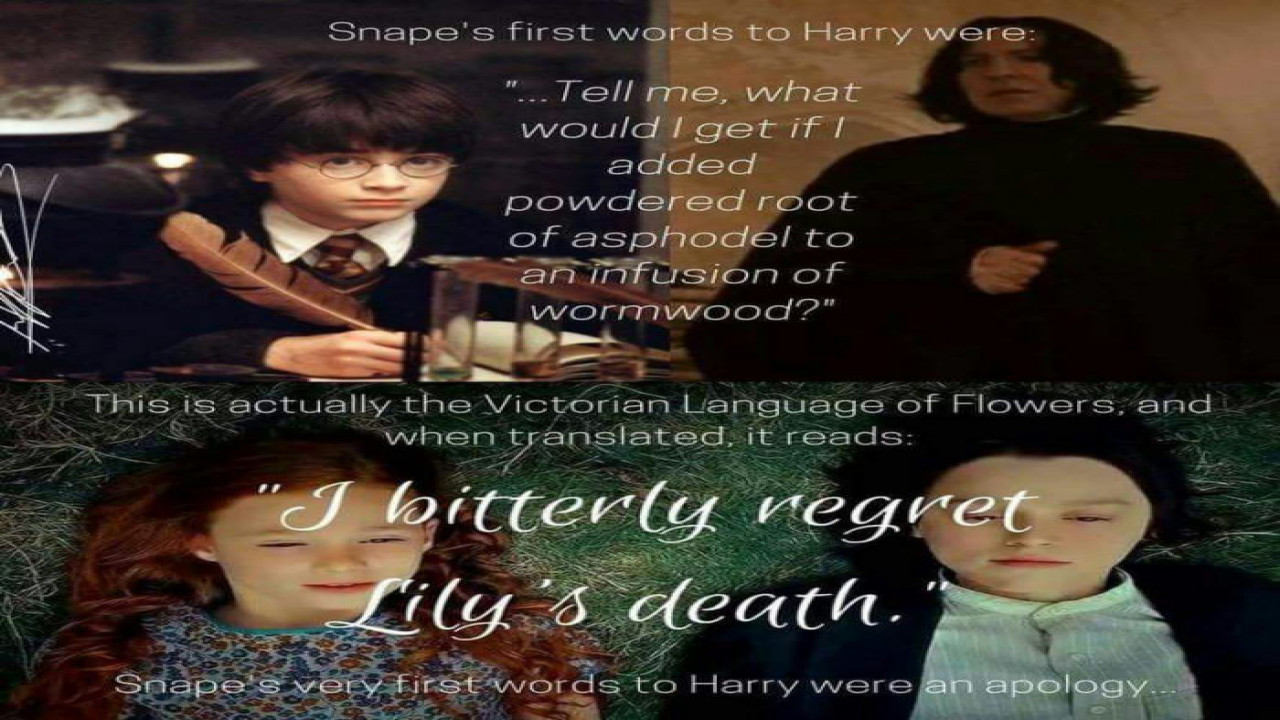 Snape's first words to Harry were:
"...Tell me, what
would I get if I
added
powdered root
of asphodel to
an infusion of
wormwood?"
This is actually the Victorian Language of Flowers, and
when translated, it reads:
"I bitterly regret
Lily's death."
Snape's very first words to Harry were an apology...